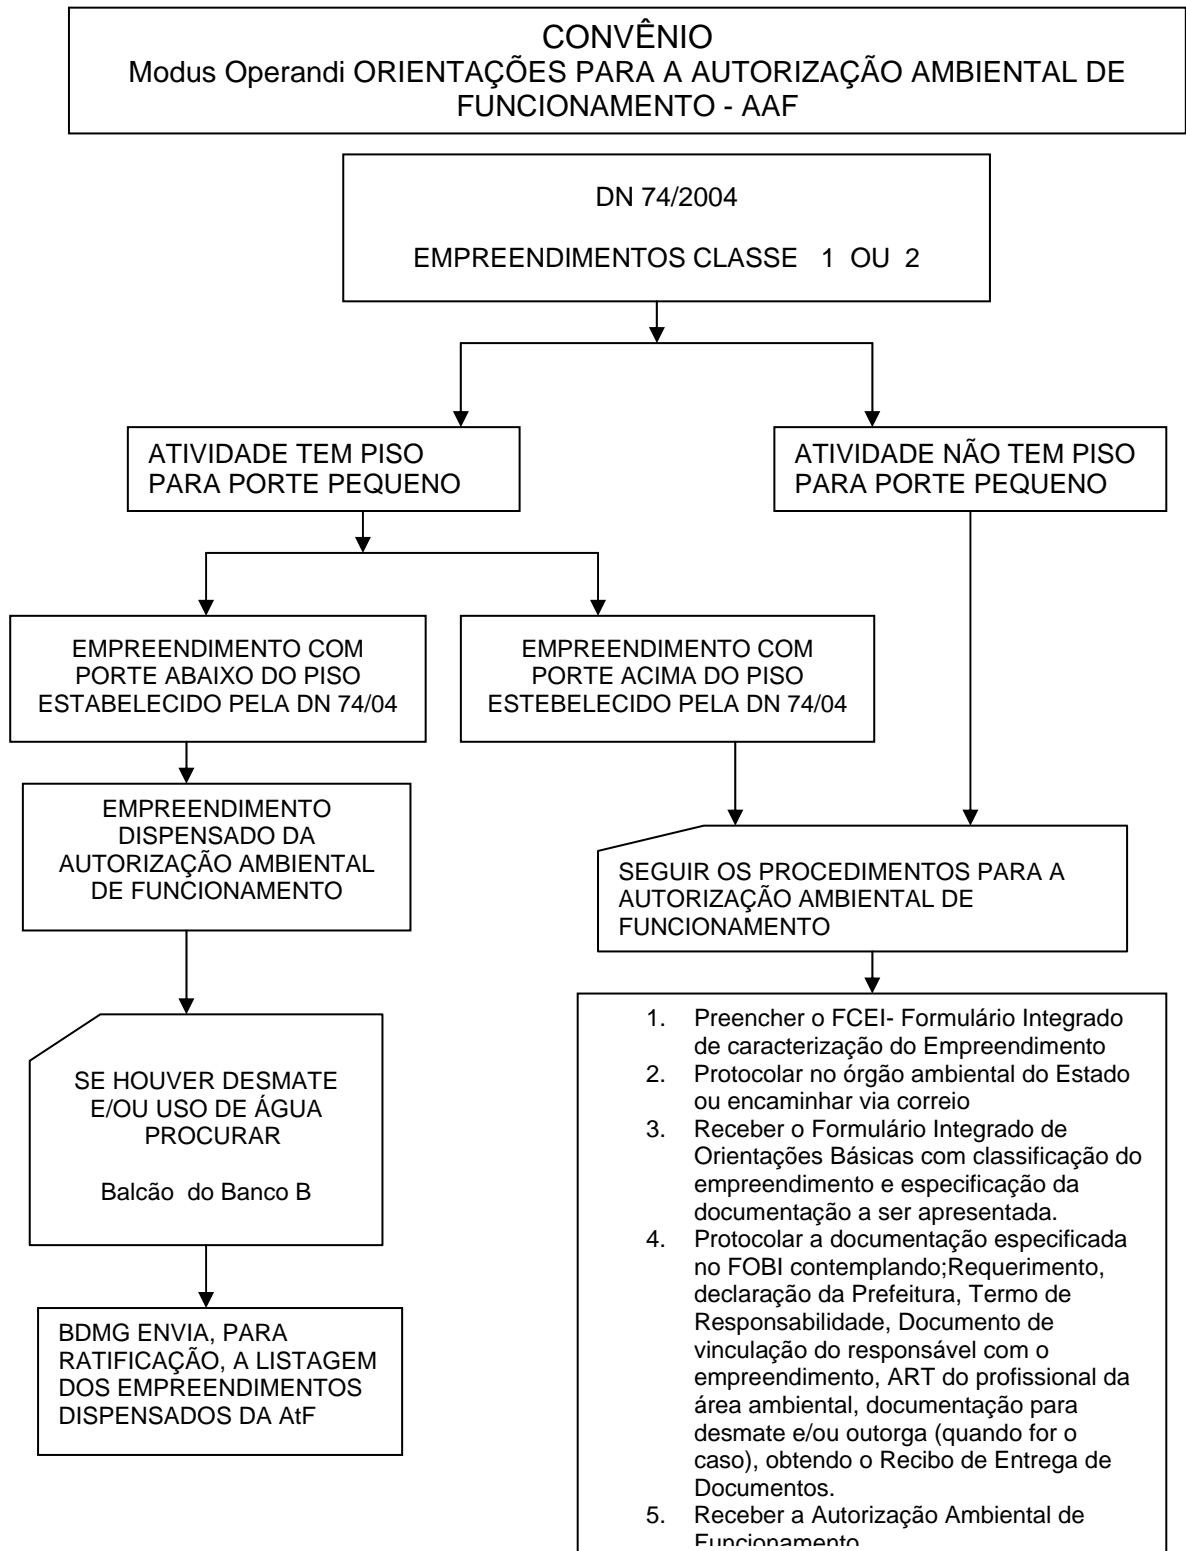 CONVÊNIO
Modus Operandi ORIENTAÇÕES PARA A AUTORIZAÇÃO AMBIENTAL DE
FUNCIONAMENTO - AAF
DN 74/2004
EMPREENDIMENTOS CLASSE 1 OU 2
ATIVIDADE TEM PISO
PARA PORTE PEQUENO
ATIVIDADE NÃO TEM PISO
PARA PORTE PEQUENO
EMPREENDIMENTO COM
PORTE ABAIXO DO PISO
ESTABELECIDO PELA DN 74/04
EMPREENDIMENTO COM
PORTE ACIMA DO PISO
ESTEBELECIDO PELA DN 74/04
EMPREENDIMENTO
DISPENSADO DA
AUTORIZAÇÃO AMBIENTAL
DE FUNCIONAMENTO
SEGUIR OS PROCEDIMENTOS PARA A
AUTORIZAÇÃO AMBIENTAL DE
FUNCIONAMENTO
SE HOUVER DESMATE
E/OU USO DE ÁGUA
PROCURAR
Balcão do Banco B
BDMG ENVIA, PARA
RATIFICAÇÃO, A LISTAGEM
DOS EMPREENDIMENTOS
DISPENSADOS DA AtF
1. Preencher o FCEI- Formulário Integrado
de caracterização do Empreendimento
2. Protocolar no órgão ambiental do Estado
ou encaminhar via correio
3. Receber o Formulário Integrado de
Orientações Básicas com classificação do
empreendimento e especificação da
documentação a ser apresentada.
4. Protocolar a documentação especificada
no FOBI contemplando;Requerimento,
declaração da Prefeitura, Termo de
Responsabilidade, Documento de
vinculação do responsável com o
empreendimento, ART do profissional da
área ambiental, documentação para
desmate e/ou outorga (quando for o
caso), obtendo o Recibo de Entrega de
Documentos.
5. Receber a Autorização Ambiental de
Funcionamento